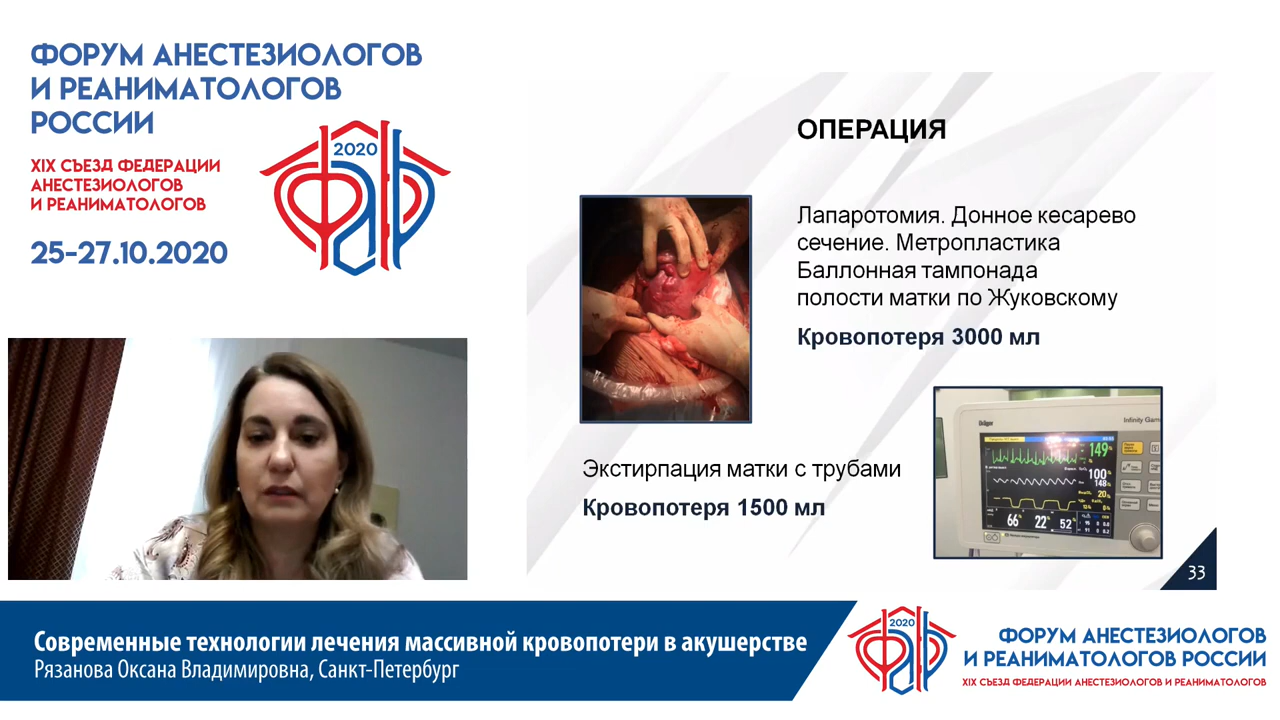 ФОРУМ АНЕСТЕЗИОЛОГОВ
И РЕАНИМАТОЛОГОВ
РОССИИ
XIX СЪЕЗД ФЕДЕРАЦИИ
АНЕСТЕЗИОЛОГОВ
И РЕАНИМАТОЛОГОВ
25-27.10.2020
2020
ФАР
ОПЕРАЦИЯ
Лапаротомия. Донное кесарево
сечение. Метропластика
Баллонная тампонада
полости матки по Жуковскому
Кровопотеря 3000 мл
Экстирпация матки с трубами
Кровопотеря 1500 мл
Dräger
Infinity Gam
149
100
148
20
66
22
52
33
Современные технологии лечения массивной кровопотери в акушерстве
Рязанова Оксана Владимировна, Санкт-Петербург
2020
ФАР
ФОРУМ АНЕСТЕЗИОЛОГОВ
И РЕАНИМАТОЛОГОВ РОССИИ
XIX СЪЕЗД ФЕДЕРАЦИИ АНЕСТЕЗИОЛОГОВ И РЕАНИМАТОЛОГОВ